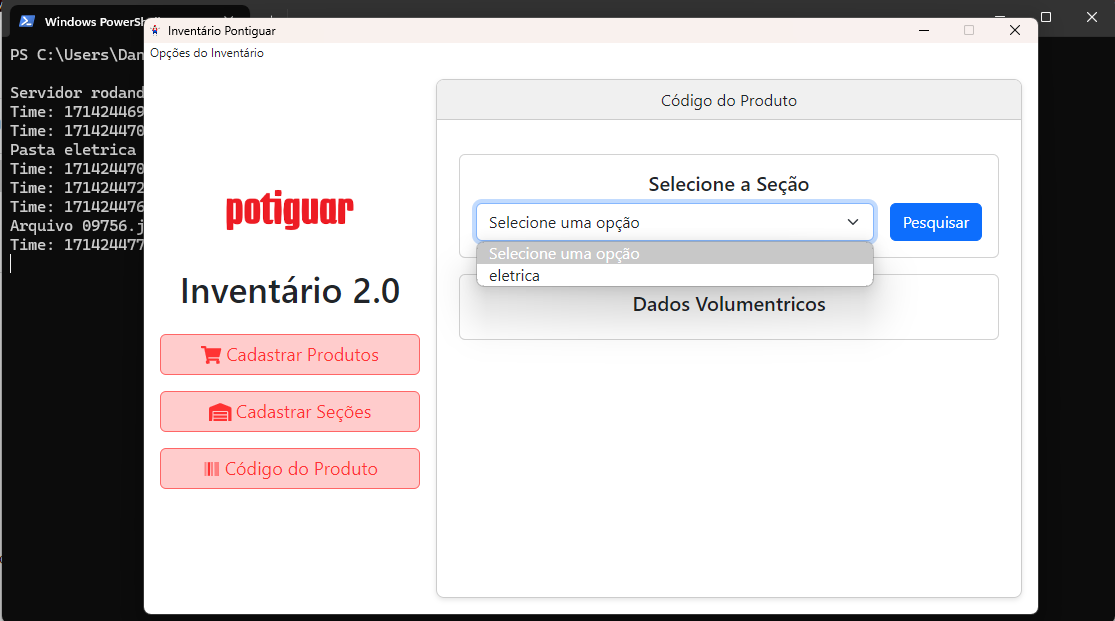 Windows PowerSh
PS C:\Users\Dan
Servidor rodand
Time: 171424469
Time: 171424470
Pasta eletrica
Time: 171424470
Time: 171424472
Time: 171424476
Arquivo 09756.j
Time: 171424477
Inventário Pontiguar
Opções do Inventário
potiguar
Inventário 2.0
Cadastrar Produtos
Cadastrar Seções
Código do Produto
Código do Produto
Selecione a Seção
Selecione uma opção
Pesquisar
Selecione uma opção
eletrica
Dados Volumentricos